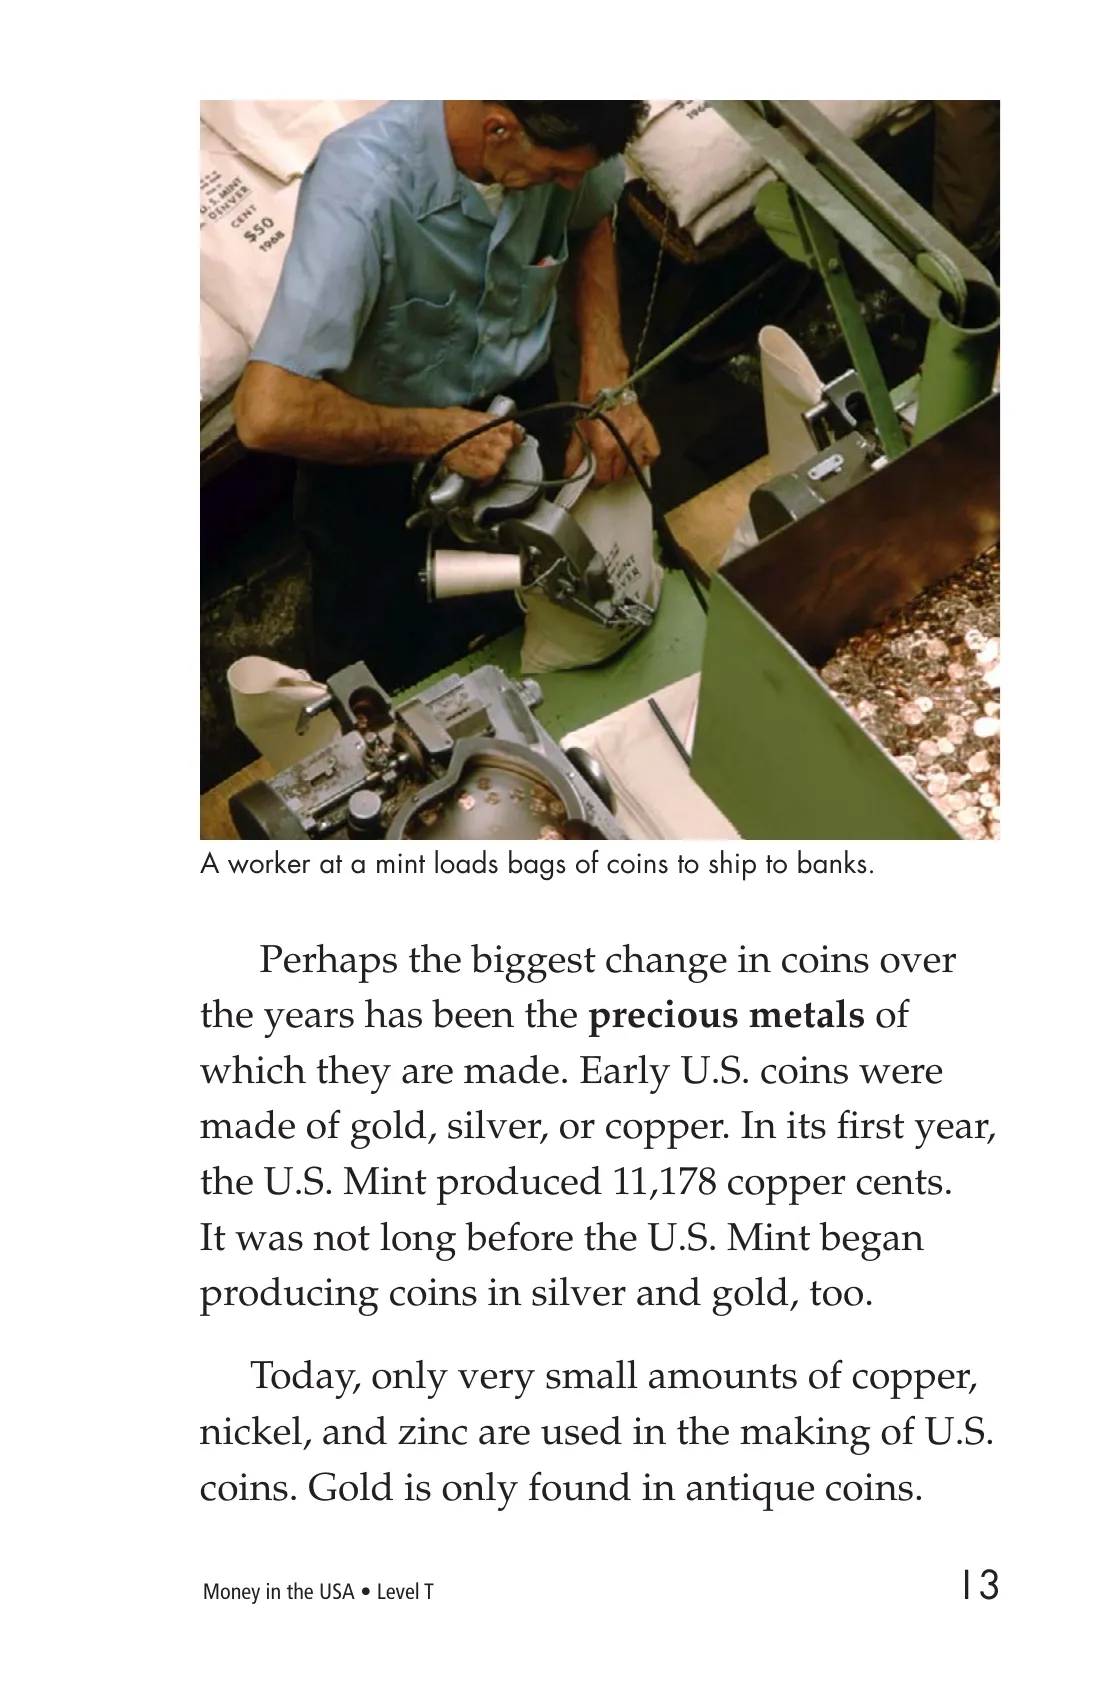 U.S. MINT
DENVER
CENT
$50
1968
A worker at a mint loads bags of coins to ship to banks.
Perhaps the biggest change in coins over
the years has been the precious metals of
which they are made. Early U.S. coins were
made of gold, silver, or copper. In its first year,
the U.S. Mint produced 11,178 copper cents.
It was not long before the U.S. Mint began
producing coins in silver and gold, too.
Today, only very small amounts of copper,
nickel, and zinc are used in the making of U.S.
coins. Gold is only found in antique coins.
Money in the USA • Level T
13